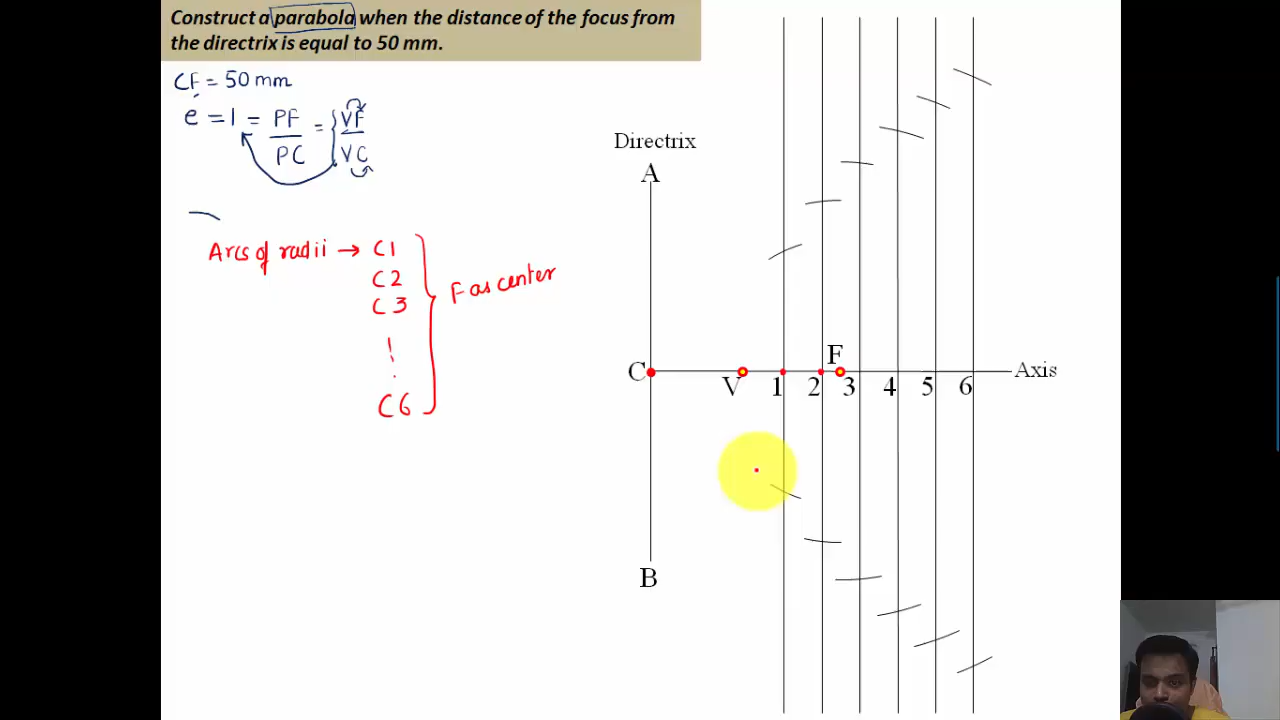 Construct a parabola when the distance of the focus from
the directrix is equal to 50 mm.
CF = 50 mm
e = 1 = PF/PC = VF/VC
Arcs of radii → C1
C2
C3
C6
F as center
Directrix
A
F
C
V 1 2 3 4 5 6
Axis
B